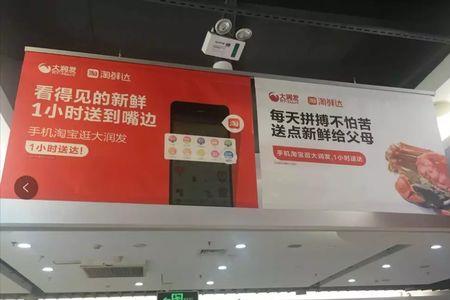 大润发
淘 淘鲜达
看得见的新鲜
1小时送到嘴边
手机淘宝逛大润发
1小时送达!
淘
大润发
淘 淘鲜达
每天拼搏不怕苦
送点新鲜给父母
手机淘宝逛大润发,1小时送达!